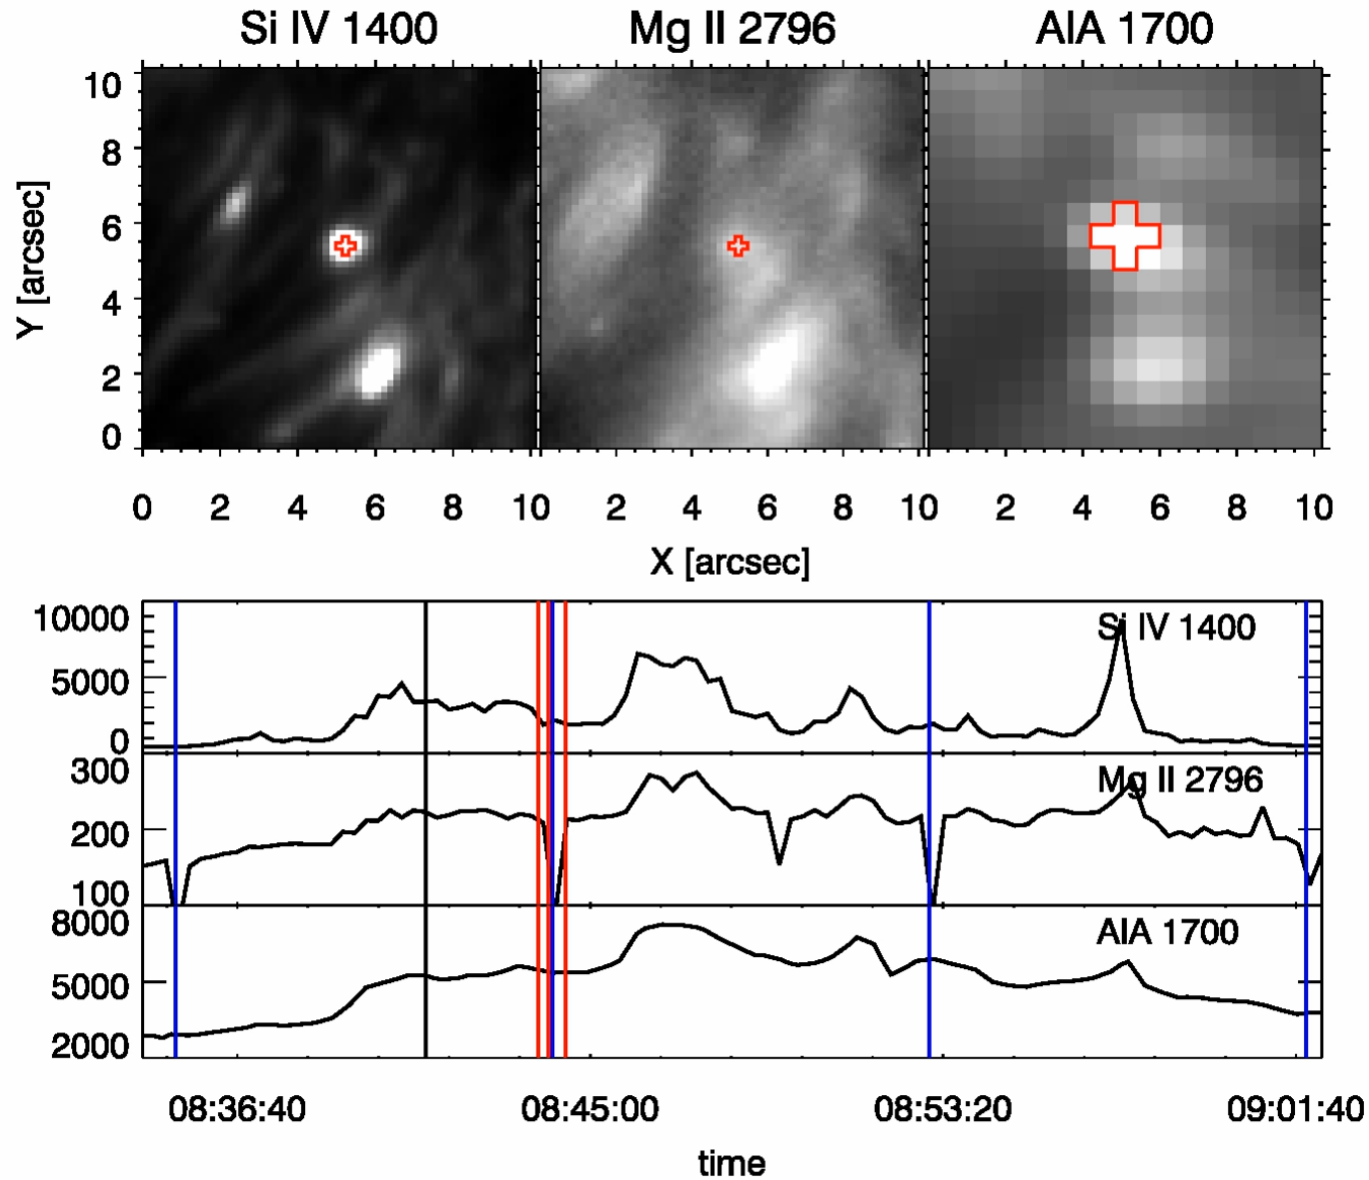 Si IV 1400 Mg II 2796 AIA 1700
10
8
6
4
2
0
Y [arcsec]
0 2 4 6 8 10 2 4 6 8 10 2 4 6 8 10
X [arcsec]
10000
5000
0
Si IV 1400
300
200
100
Mg II 2796
8000
5000
2000
AIA 1700
08:36:40 08:45:00 08:53:20 09:01:40
time